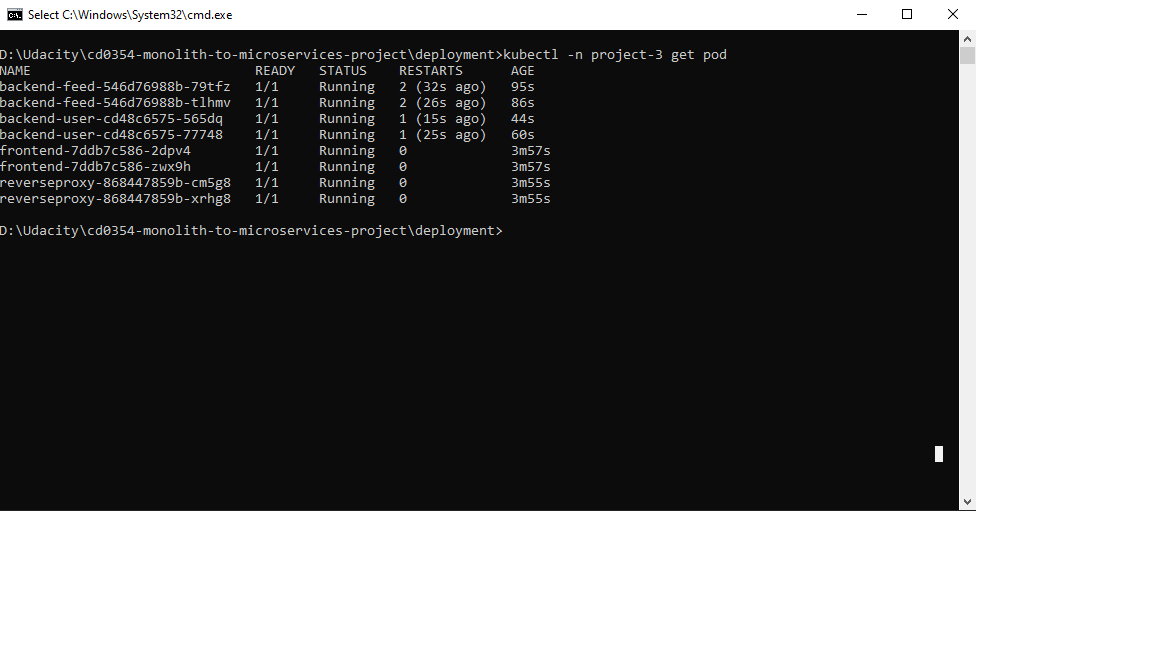 Select C:\Windows\System32\cmd.exe
D:\Udacity\cd0354-monolith-to-microservices-project\deployment>kubectl -n project-3 get pod
NAME READY STATUS RESTARTS AGE
backend-feed-546d76988b-79tfz 1/1 Running 2 (32s ago) 95s
backend-feed-546d76988b-tlhmv 1/1 Running 2 (26s ago) 86s
backend-user-cd48c6575-565dq 1/1 Running 1 (15s ago) 44s
backend-user-cd48c6575-77748 1/1 Running 1 (25s ago) 60s
frontend-7ddb7c586-2dpv4 1/1 Running 0 3m57s
frontend-7ddb7c586-zwx9h 1/1 Running 0 3m57s
reverseproxy-868447859b-cm5g8 1/1 Running 0 3m55s
reverseproxy-868447859b-xrhg8 1/1 Running 0 3m55s
D:\Udacity\cd0354-monolith-to-microservices-project\deployment>